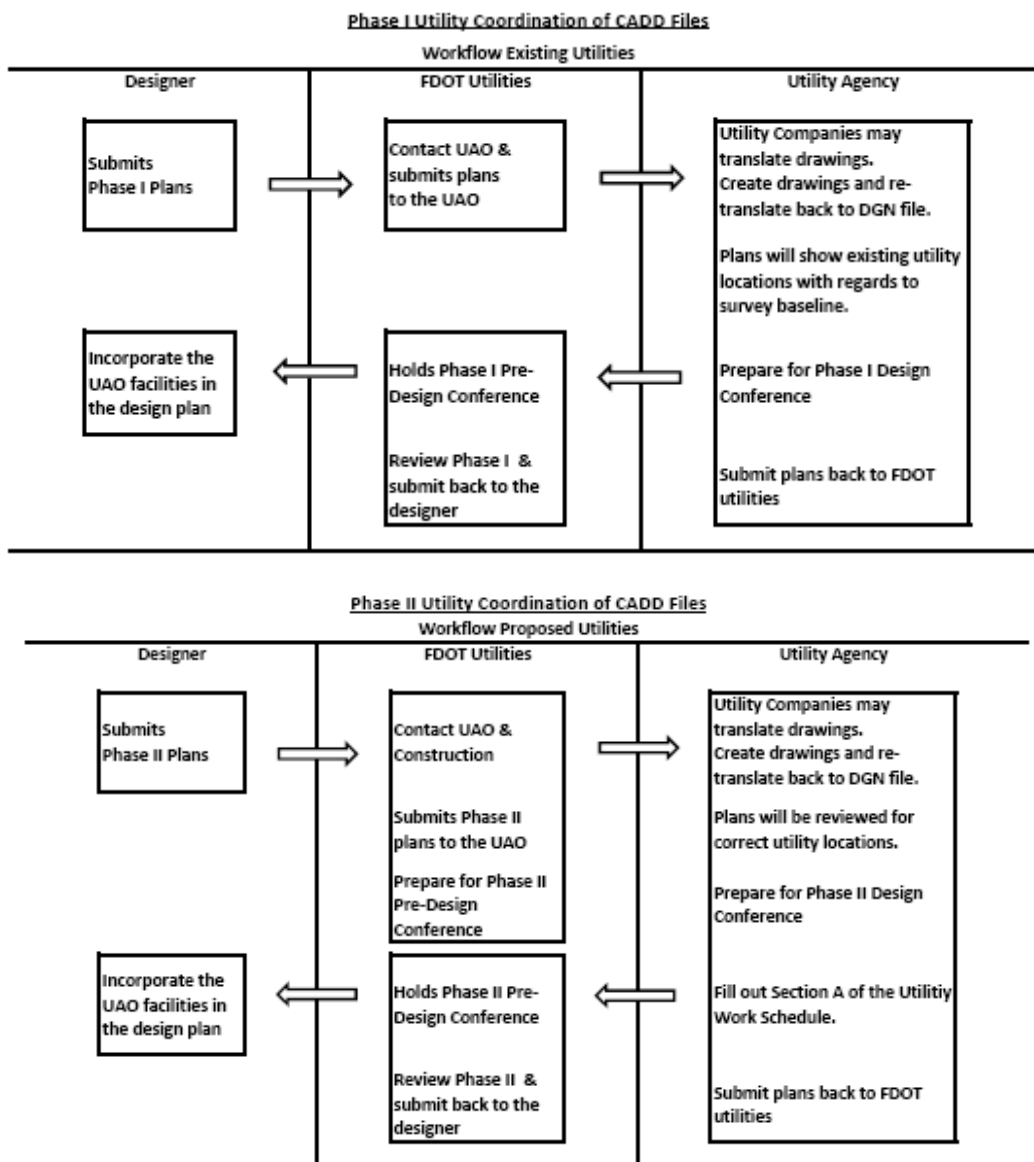 Phase I Utility Coordination of CADD Files
Workflow Existing Utilities
Designer
FDOT Utilities
Utility Agency
Submits
Phase I Plans
Contact UAO &
submits plans
to the UAO
Utility Companies may
translate drawings.
Create drawings and re-
translate back to DGN file.
Plans will show existing utility
locations with regards to
survey baseline.
Incorporate the
UAO facilities in
the design plan
Holds Phase I Pre-
Design Conference
Review Phase I &
submit back to the
designer
Prepare for Phase I Design
Conference
Submit plans back to FDOT
utilities
Phase II Utility Coordination of CADD Files
Workflow Proposed Utilities
Designer
FDOT Utilities
Utility Agency
Submits
Phase II Plans
Contact UAO &
Construction
Submits Phase II
plans to the UAO
Prepare for Phase II
Pre-Design
Conference
Utility Companies may
translate drawings.
Create drawings and re-
translate back to DGN file.
Plans will be reviewed for
correct utility locations.
Prepare for Phase II Design
Conference
Incorporate the
UAO facilities in
the design plan
Holds Phase II Pre-
Design Conference
Review Phase II &
submit back to the
designer
Fill out Section A of the Utilitiy
Work Schedule.
Submit plans back to FDOT
utilities